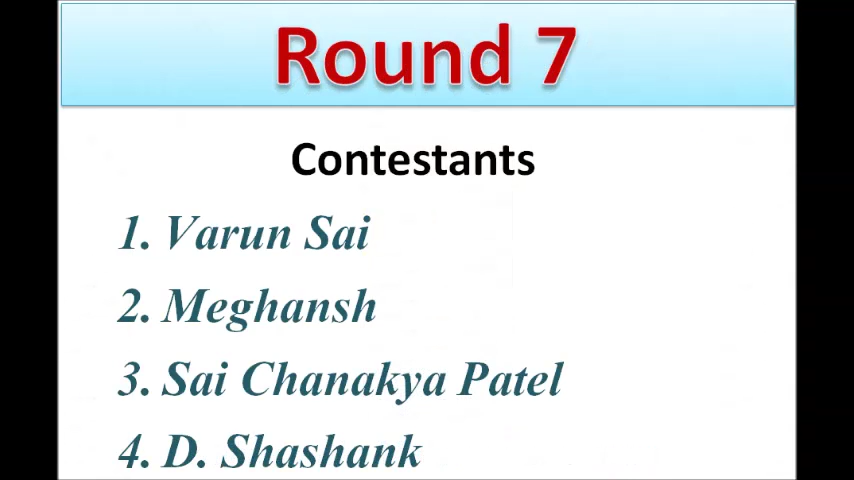 Round 7
Contestants
1. Varun Sai
2. Meghansh
3. Sai Chanakya Patel
4. D. Shashank